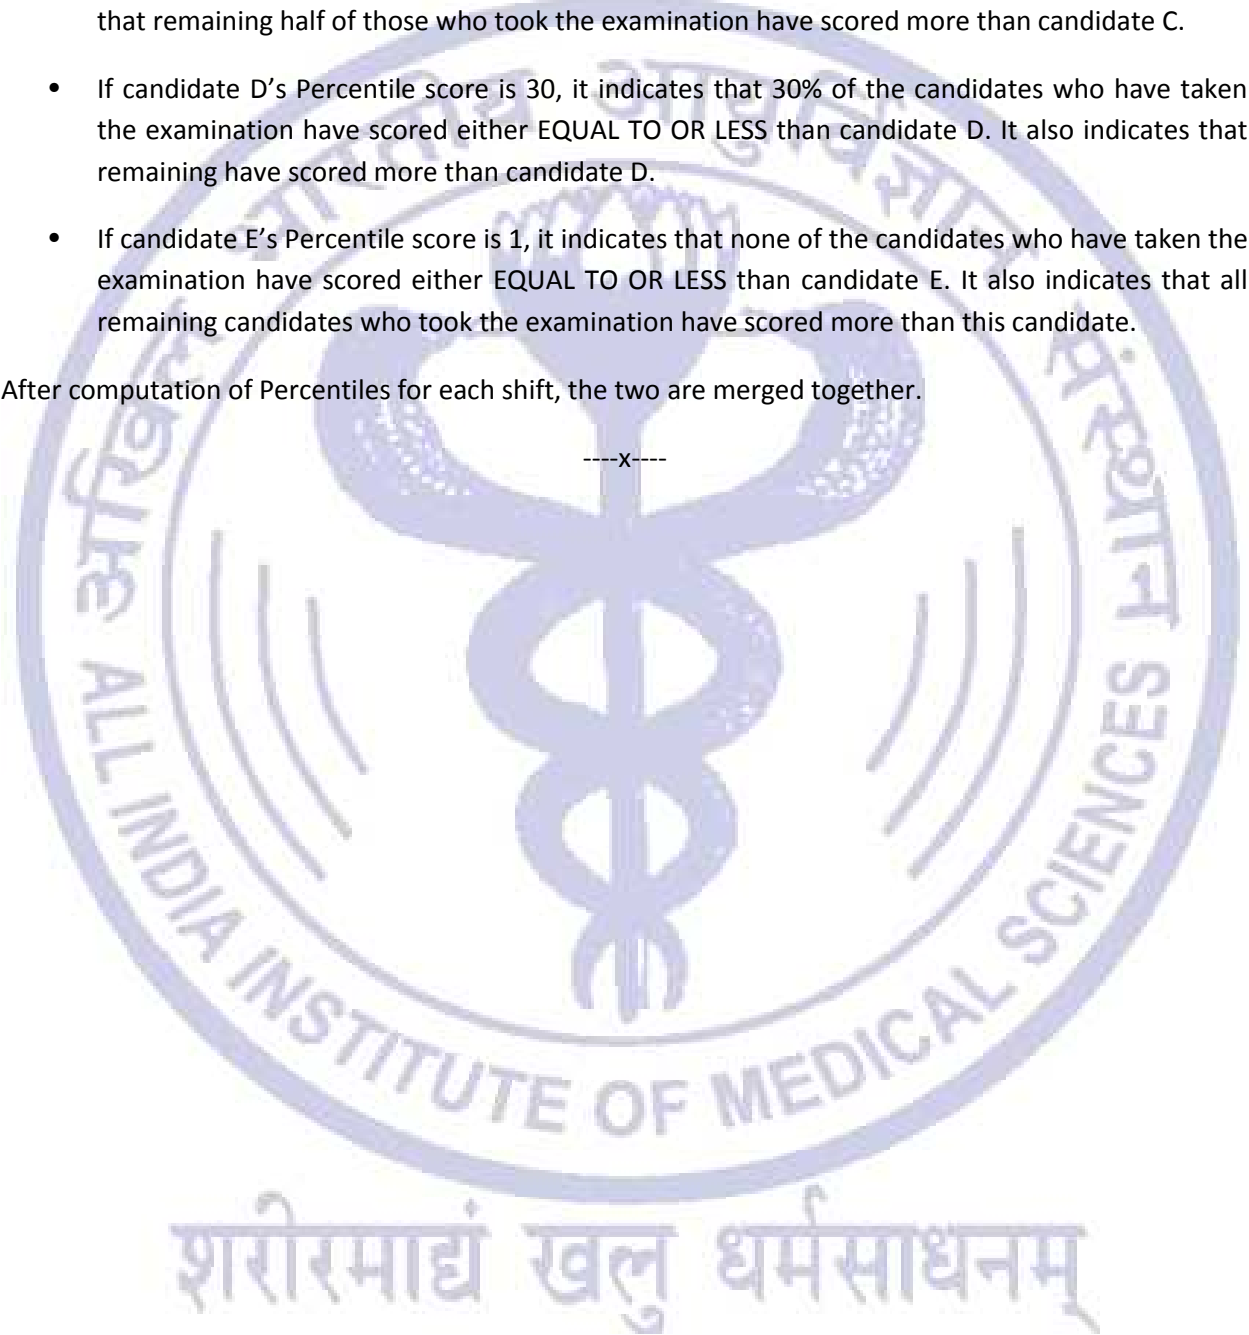 that remaining half of those who took the examination have scored more than candidate C.
• If candidate D’s Percentile score is 30, it indicates that 30% of the candidates who have taken
the examination have scored either EQUAL TO OR LESS than candidate D. It also indicates that
remaining have scored more than candidate D.
• If candidate E’s Percentile score is 1, it indicates that none of the candidates who have taken the
examination have scored either EQUAL TO OR LESS than candidate E. It also indicates that all
remaining candidates who took the examination have scored more than this candidate.
After computation of Percentiles for each shift, the two are merged together.
----x----
अखिल भारतीय आयुर्विज्ञान संस्थान
ALL INDIA INSTITUTE OF MEDICAL SCIENCES
शरीरमाद्यं खलु धर्मसाधनम्